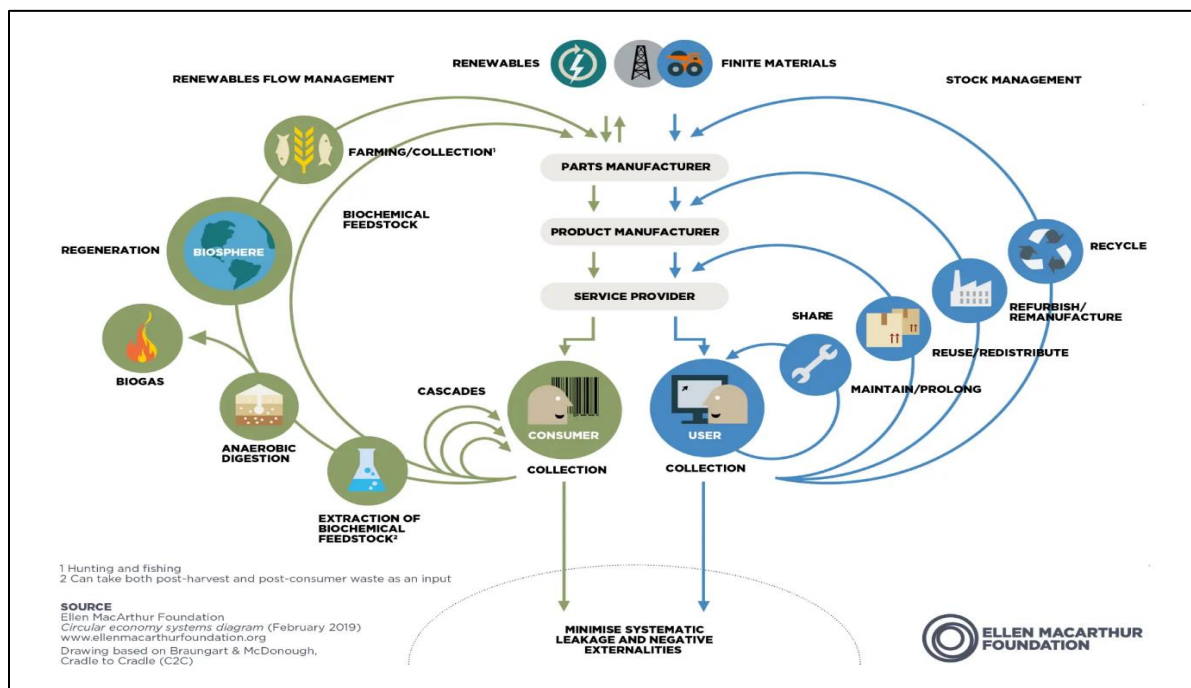 RENEWABLES
FINITE MATERIALS
RENEWABLES FLOW MANAGEMENT
STOCK MANAGEMENT
FARMING/COLLECTION¹
PARTS MANUFACTURER
BIOCHEMICAL
FEEDSTOCK
PRODUCT MANUFACTURER
REGENERATION
BIOSPHERE
RECYCLE
SERVICE PROVIDER
SHARE
REFURBISH/
REMANUFACTURE
REUSE/REDISTRIBUTE
BIOGAS
CASCADES
MAINTAIN/PROLONG
CONSUMER
USER
ANAEROBIC
DIGESTION
COLLECTION
COLLECTION
EXTRACTION OF
BIOCHEMICAL
FEEDSTOCK²
1 Hunting and fishing
2 Can take both post-harvest and post-consumer waste as an input
SOURCE
Ellen MacArthur Foundation
Circular economy systems diagram (February 2019)
www.ellenmacarthurfoundation.org
Drawing based on Braungart & McDonough,
Cradle to Cradle (C2C)
MINIMISE SYSTEMATIC
LEAKAGE AND NEGATIVE
EXTERNALITIES
ELLEN MACARTHUR
FOUNDATION